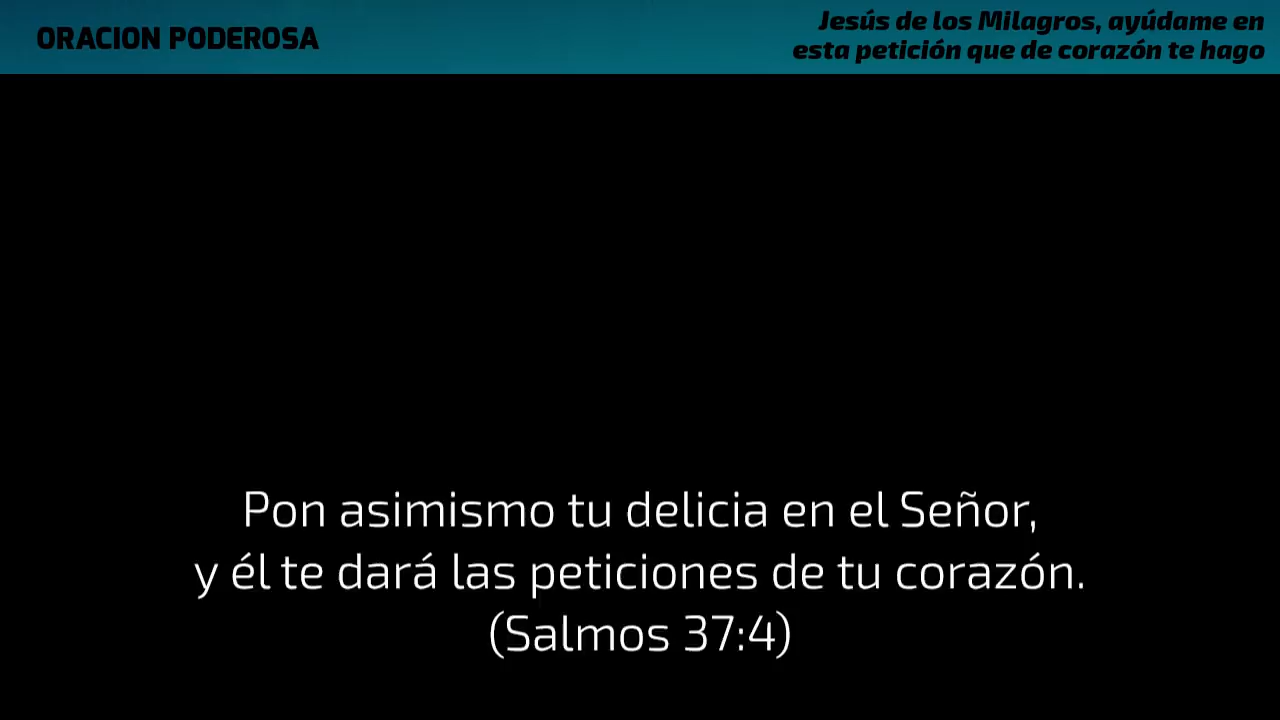 ORACION PODEROSA
Jesús de los Milagros, ayúdame en
esta petición que de corazón te hago
Pon asimismo tu delicia en el Señor,
y él te dará las peticiones de tu corazón.
(Salmos 37:4)